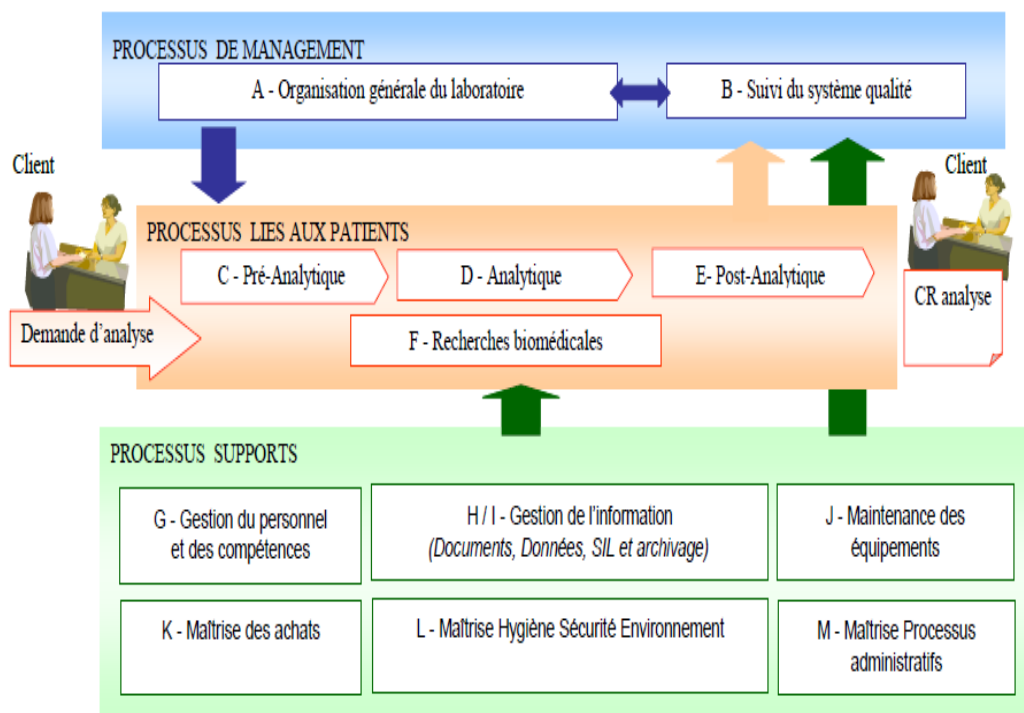 PROCESSUS DE MANAGEMENT
A - Organisation générale du laboratoire
B - Suivi du système qualité
Client
Client
PROCESSUS LIES AUX PATIENTS
C - Pré-Analytique
D - Analytique
E- Post-Analytique
CR analyse
Demande d’analyse
F - Recherches biomédicales
PROCESSUS SUPPORTS
G - Gestion du personnel
et des compétences
H / I - Gestion de l’information
(Documents, Données, SIL et archivage)
J - Maintenance des
équipements
K - Maîtrise des achats
L - Maîtrise Hygiène Sécurité Environnement
M - Maîtrise Processus
administratifs